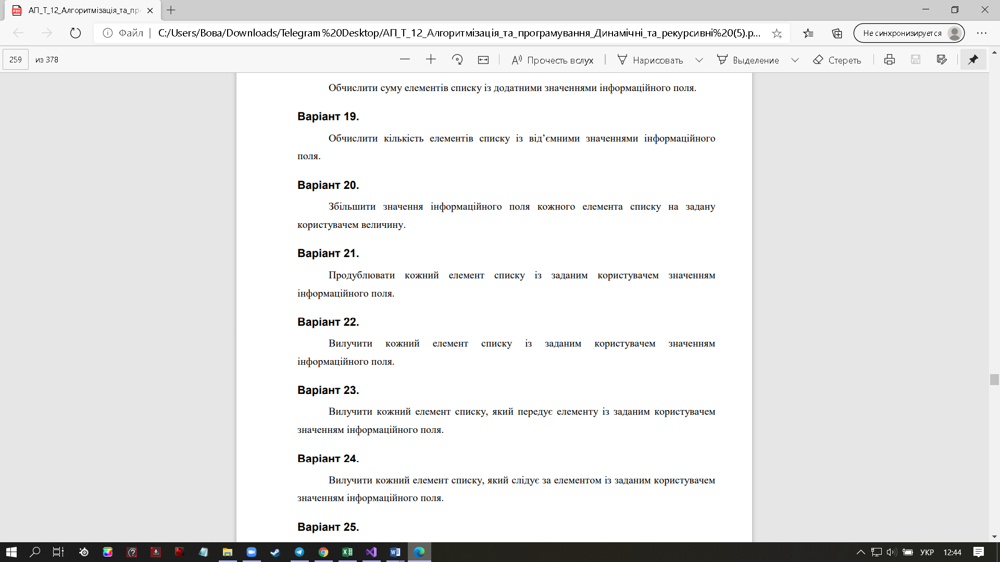 АП_Т_12_Алгоритмізація_та_пр
Файл
C:/Users/Вова/Downloads/Telegram%20Desktop/АП_Т_12_Алгоритмізація_та_програмування_Динамічні_та_рекурсивні%20(5).p...
Не синхронизируется
259 из 378
Прочесть вслух
Нарисовать
Выделение
Стереть
Обчислити суму елементів списку із додатними значеннями інформаційного поля.
Варіант 19.
Обчислити кількість елементів списку із від’ємними значеннями інформаційного
поля.
Варіант 20.
Збільшити значення інформаційного поля кожного елемента списку на задану
користувачем величину.
Варіант 21.
Продублювати кожний елемент списку із заданим користувачем значенням
інформаційного поля.
Варіант 22.
Вилучити кожний елемент списку із заданим користувачем значенням
інформаційного поля.
Варіант 23.
Вилучити кожний елемент списку, який передує елементу із заданим користувачем
значенням інформаційного поля.
Варіант 24.
Вилучити кожний елемент списку, який слідує за елементом із заданим користувачем
значенням інформаційного поля.
Варіант 25.
УКР
12:44